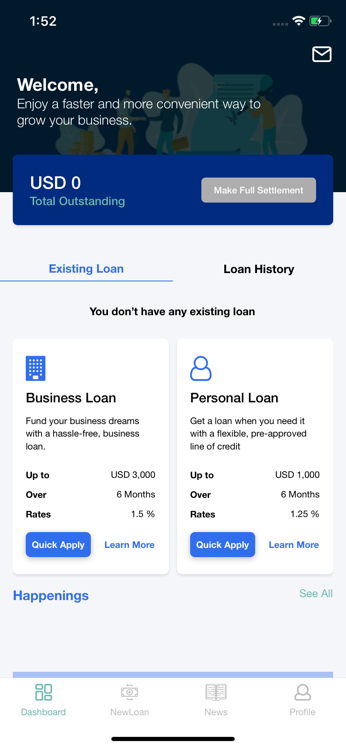 1:52
Welcome,
Enjoy a faster and more convenient way to
grow your business.
USD 0
Total Outstanding
Make Full Settlement
Existing Loan
Loan History
You don't have any existing loan
Business Loan
Fund your business dreams
with a hassle-free, business
loan.
Up to USD 3,000
Over 6 Months
Rates 1.5 %
Quick Apply Learn More
Personal Loan
Get a loan when you need it
with a flexible, pre-approved
line of credit
Up to USD 1,000
Over 6 Months
Rates 1.25 %
Quick Apply Learn More
Happenings
See All
Dashboard
NewLoan
News
Profile